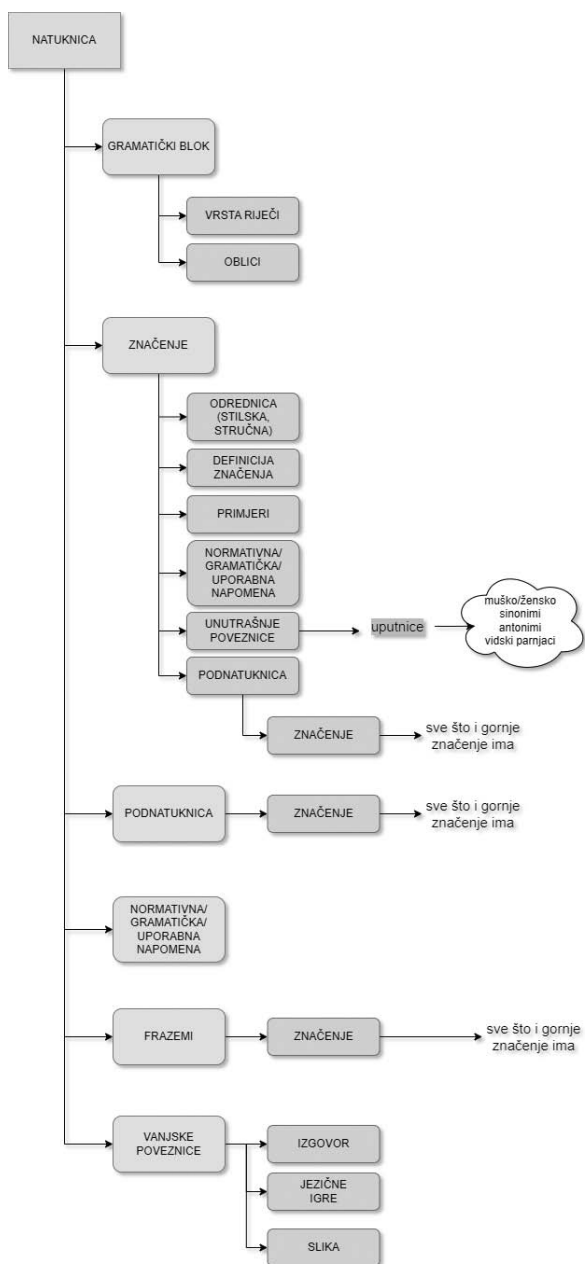 NATUKNICA
GRAMATIČKI BLOK
VRSTA RIJEČI
OBLICI
ZNAČENJE
ODREDNICA
(STILSKA,
STRUČNA)
DEFINICIJA
ZNAČENJA
PRIMJERI
NORMATIVNA/
GRAMATIČKA/
UPORABNA
NAPOMENA
UNUTRAŠNJE
POVEZNICE
uputnice
muško/žensko
sinonimi
antonimi
vidski parnjaci
PODNATUKNICA
ZNAČENJE
sve što i gornje
značenje ima
PODNATUKNICA
ZNAČENJE
sve što i gornje
značenje ima
NORMATIVNA/
GRAMATIČKA/
UPORABNA
NAPOMENA
FRAZEMI
ZNAČENJE
sve što i gornje
značenje ima
VANJSKE
POVEZNICE
IZGOVOR
JEZIČNE
IGRE
SLIKA